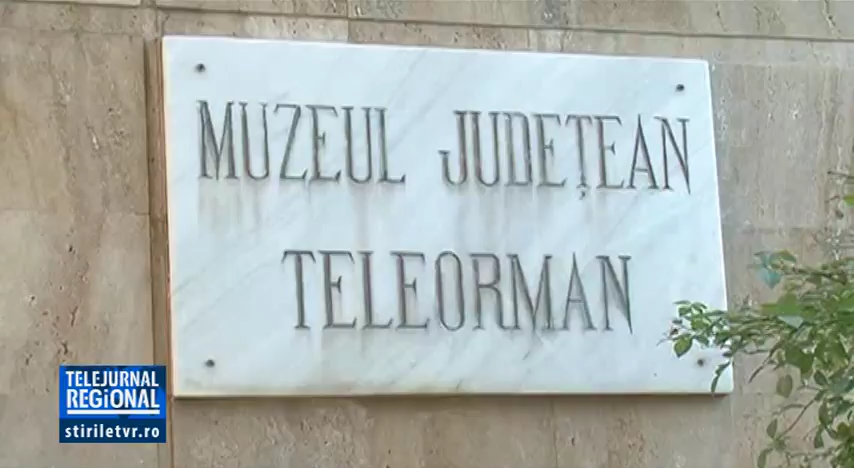 MUZEUL JUDEȚEAN
TELEORMAN
TELEJURNAL
REGiONAL
stiriletvr.ro